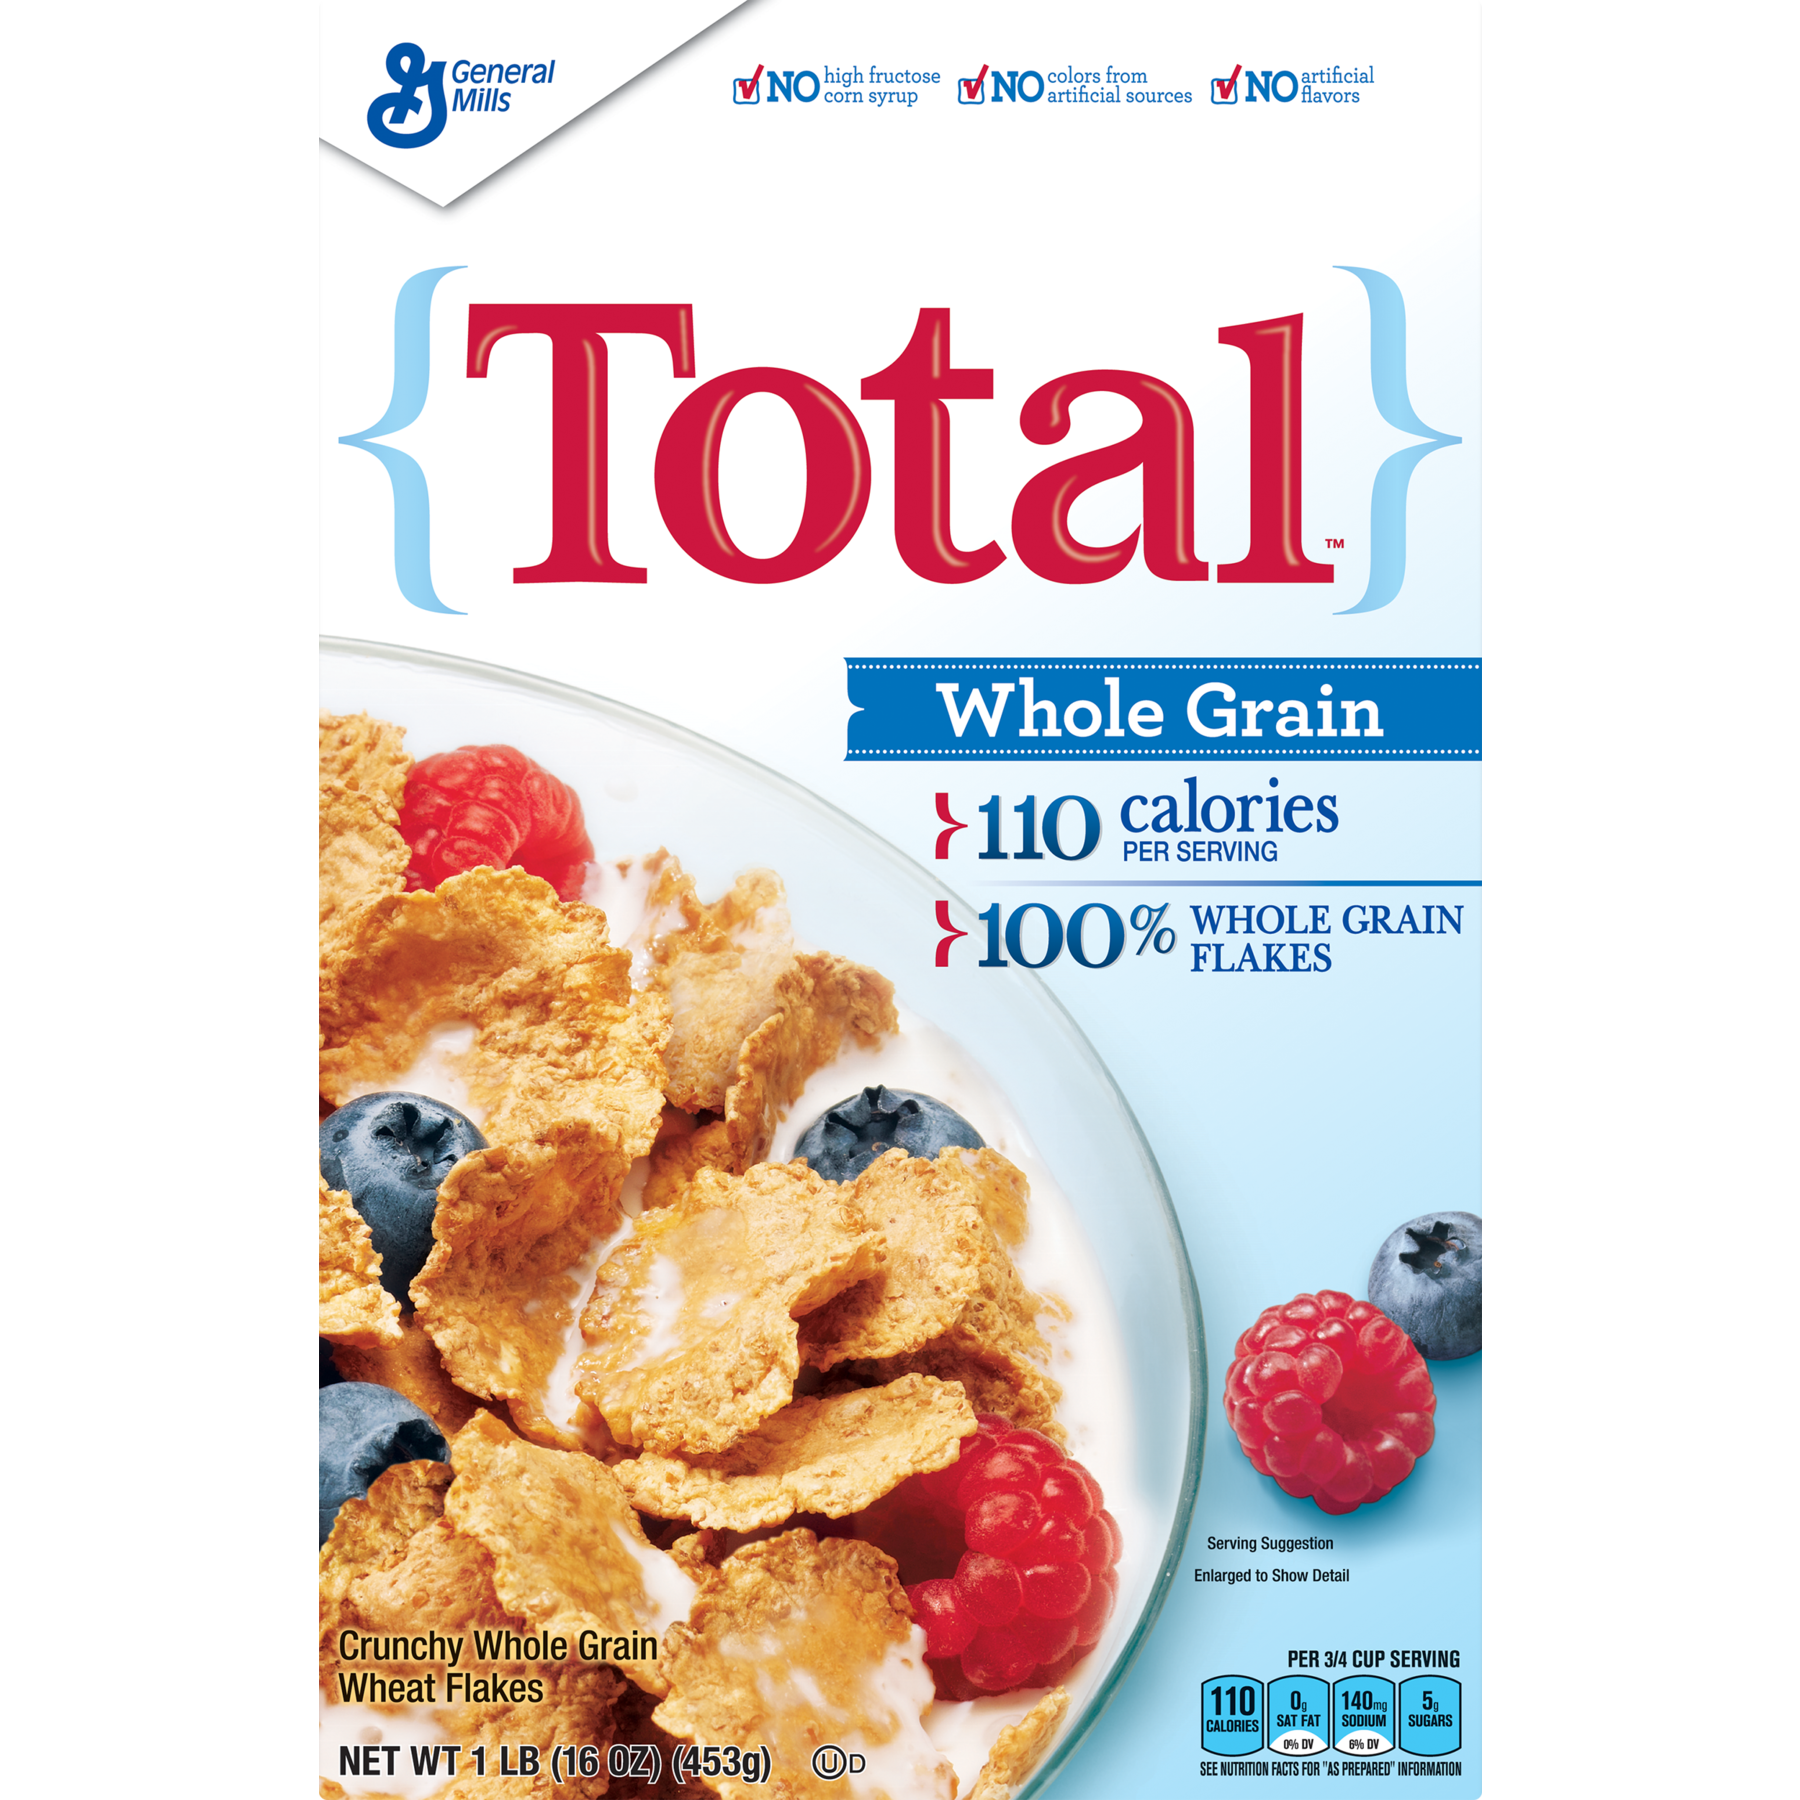 General
Mills
NO high fructose
corn syrup
NO colors from
artificial sources
NO artificial
flavors
{Total}™
Whole Grain
110 calories
PER SERVING
100% WHOLE GRAIN
FLAKES
Serving Suggestion
Enlarged to Show Detail
Crunchy Whole Grain
Wheat Flakes
NET WT 1 LB (16 OZ) (453g)
Ⓤ D
PER 3/4 CUP SERVING
110
CALORIES
0g
SAT FAT
0% DV
140mg
SODIUM
6% DV
5g
SUGARS
SEE NUTRITION FACTS FOR "AS PREPARED" INFORMATION